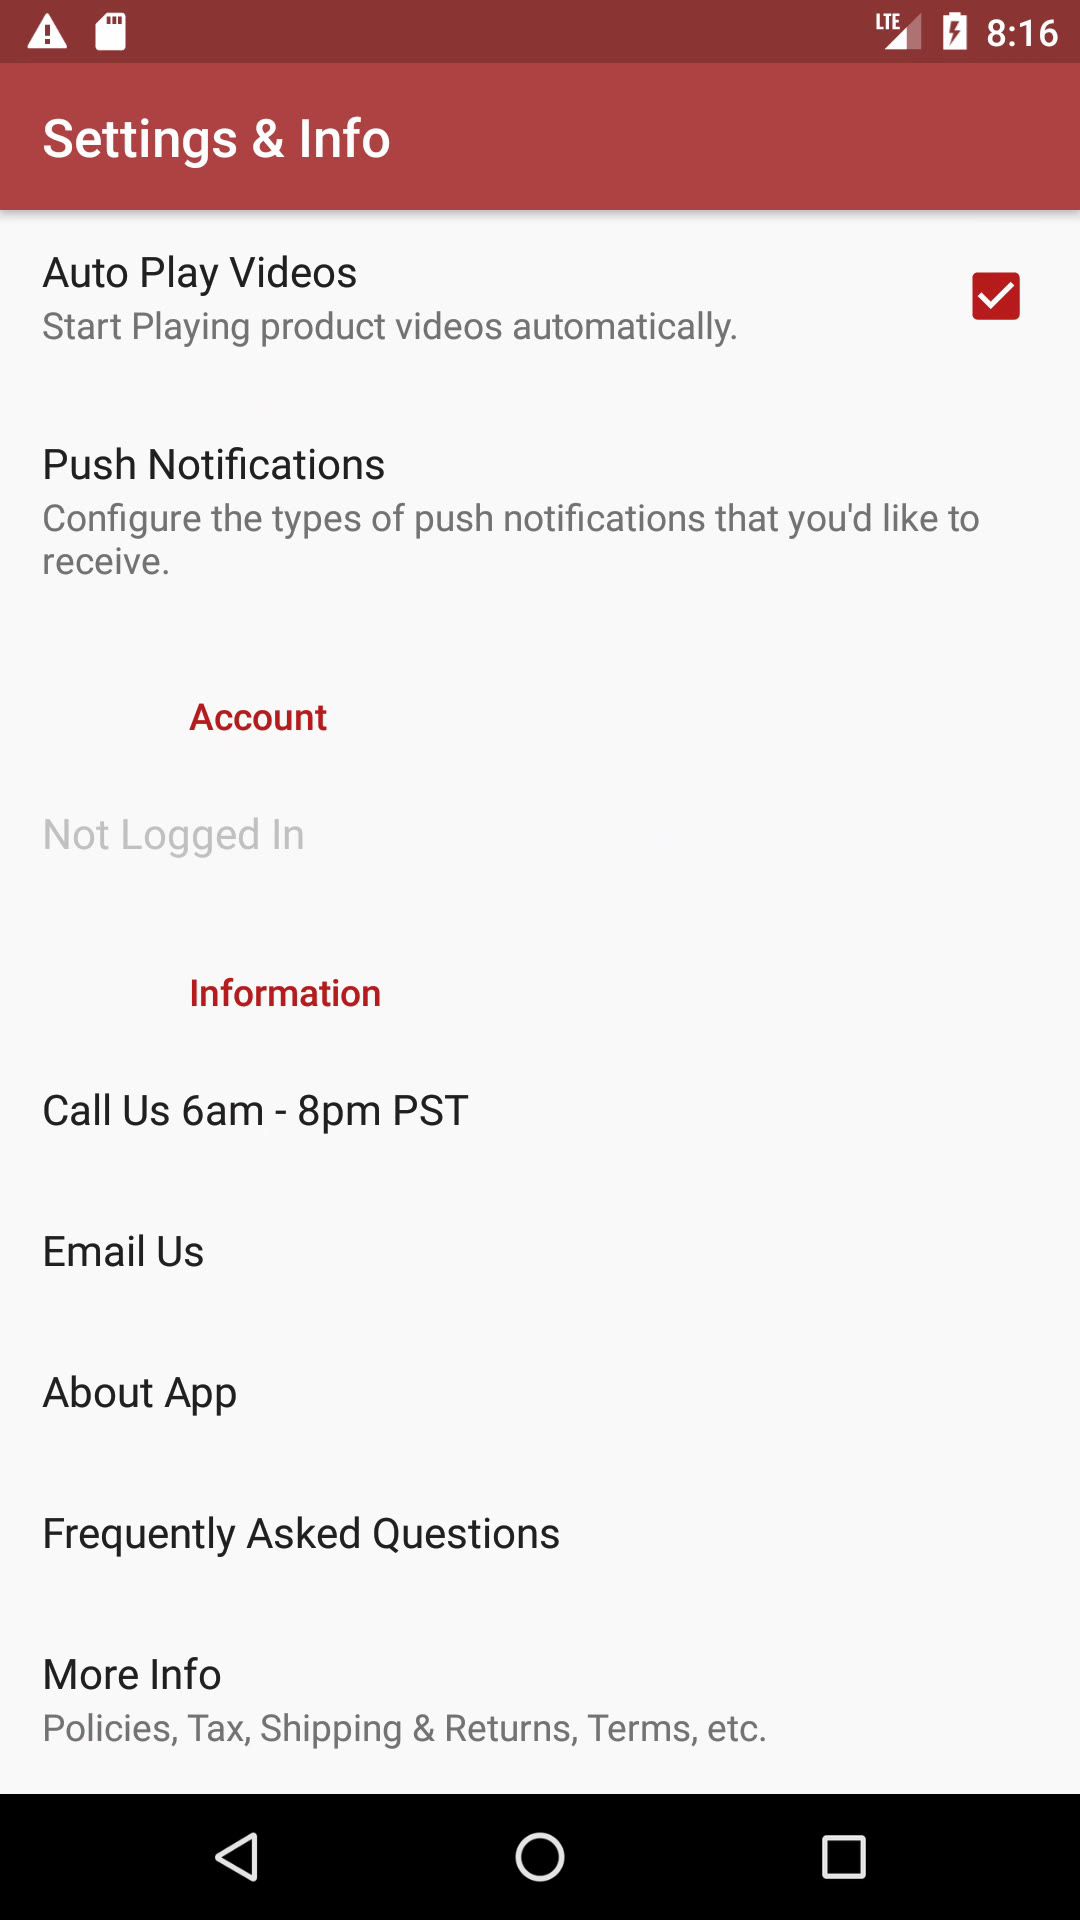 LTE 8:16
Settings & Info
Auto Play Videos
Start Playing product videos automatically.
Push Notifications
Configure the types of push notifications that you'd like to
receive.
Account
Not Logged In
Information
Call Us 6am - 8pm PST
Email Us
About App
Frequently Asked Questions
More Info
Policies, Tax, Shipping & Returns, Terms, etc.